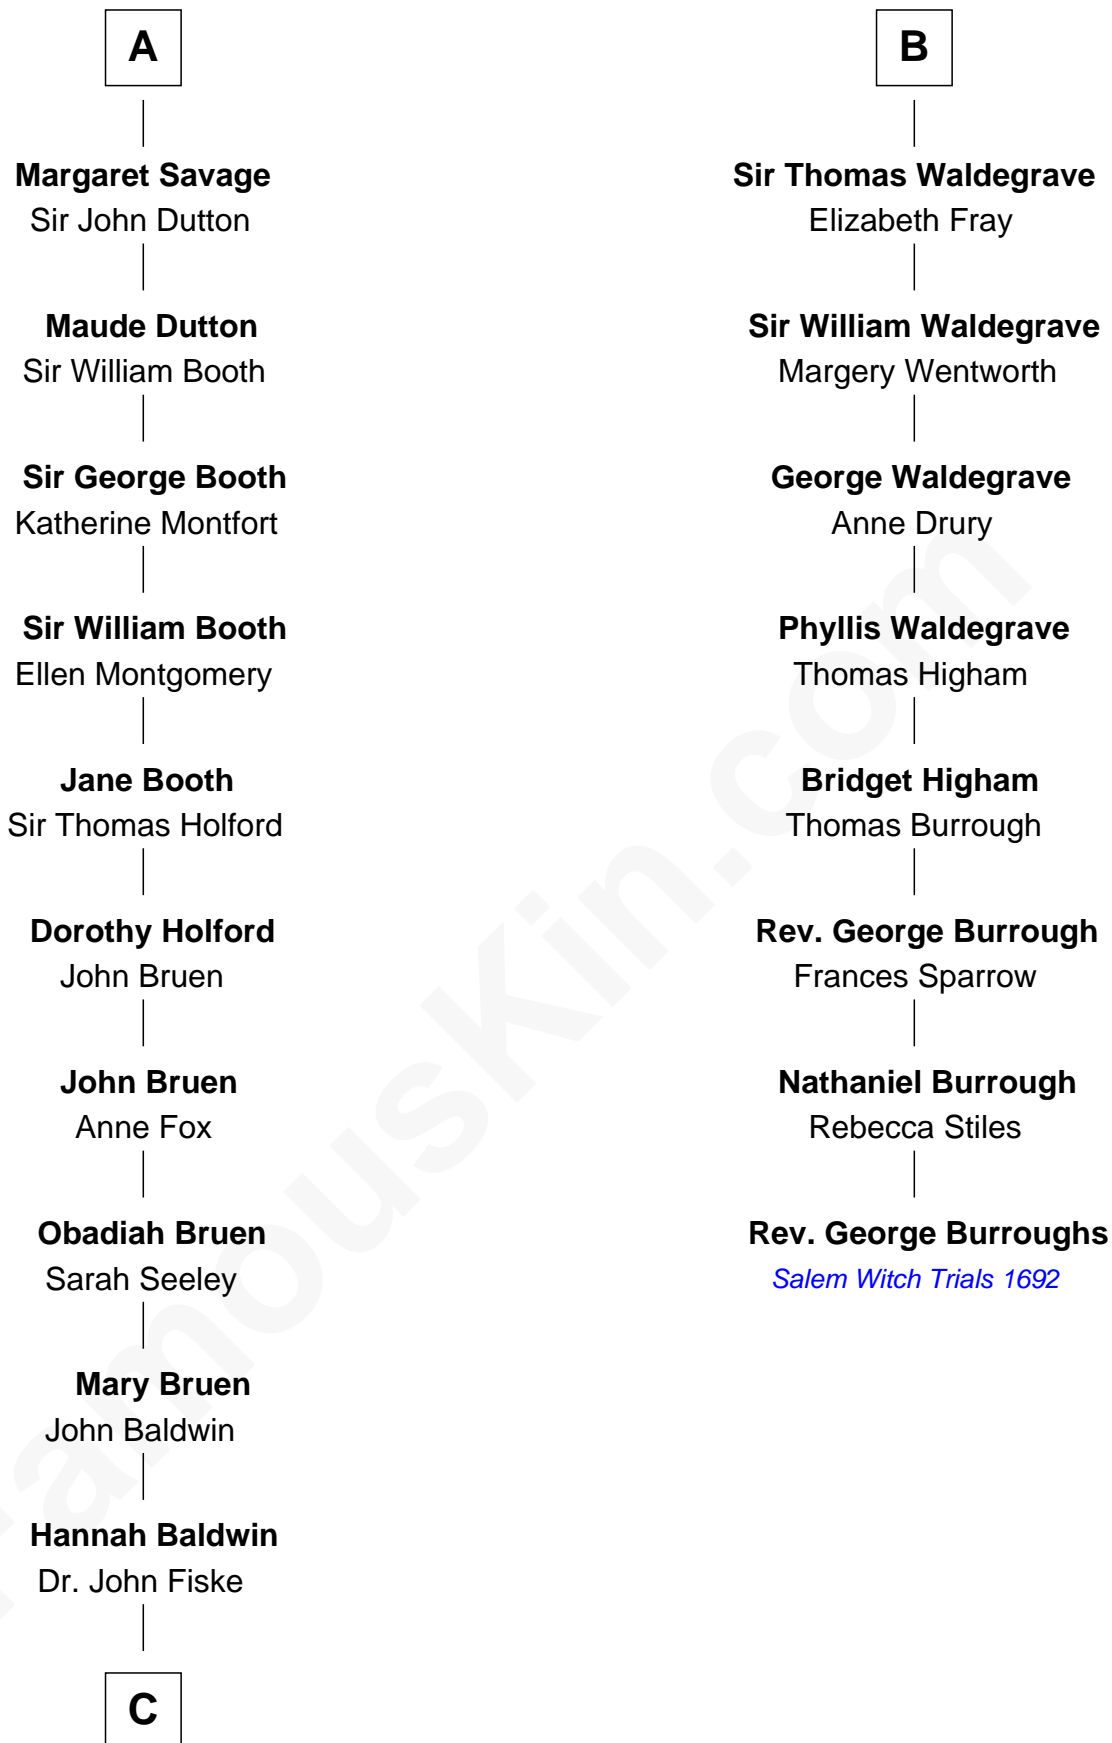 A
Margaret Savage
Sir John Dutton
Maude Dutton
Sir William Booth
Sir George Booth
Katherine Montfort
Sir William Booth
Ellen Montgomery
Jane Booth
Sir Thomas Holford
Dorothy Holford
John Bruen
John Bruen
Anne Fox
Obadiah Bruen
Sarah Seeley
Mary Bruen
John Baldwin
Hannah Baldwin
Dr. John Fiske
C
B
Sir Thomas Waldegrave
Elizabeth Fray
Sir William Waldegrave
Margery Wentworth
George Waldegrave
Anne Drury
Phyllis Waldegrave
Thomas Higham
Bridget Higham
Thomas Burrough
Rev. George Burrough
Frances Sparrow
Nathaniel Burrough
Rebecca Stiles
Rev. George Burroughs
Salem Witch Trials 1692
FamousKin.com